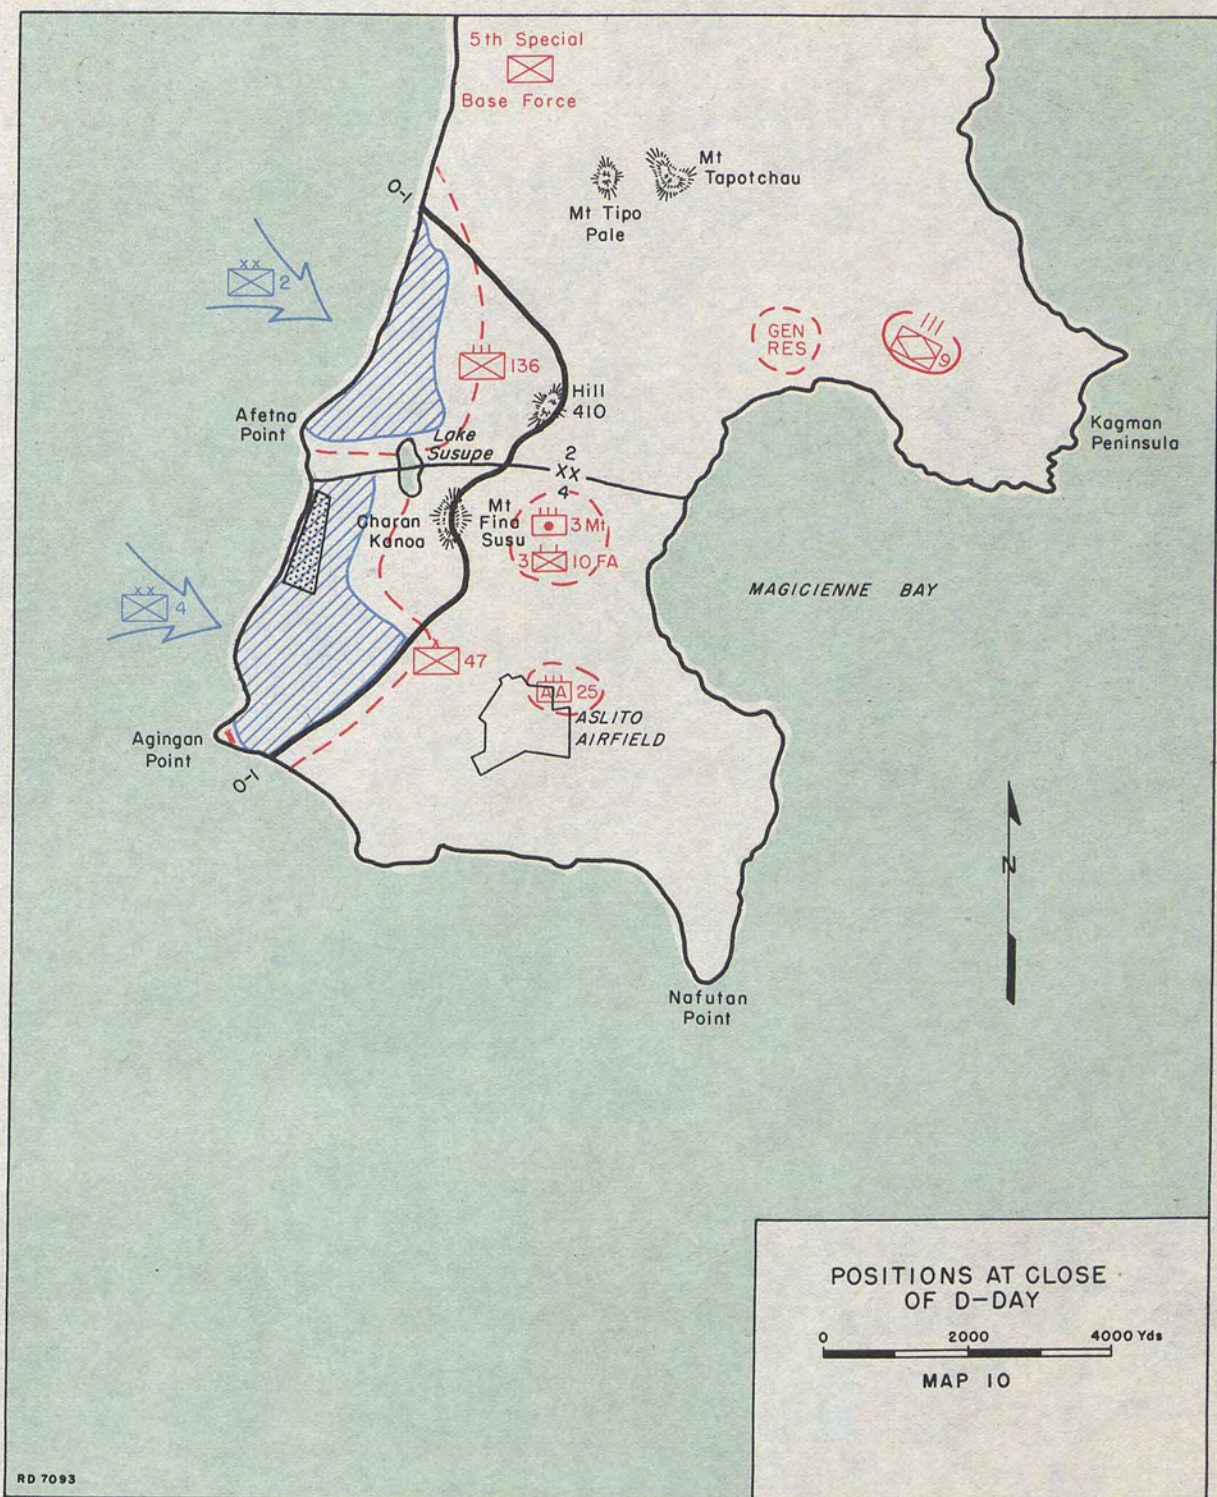 5th Special
Base Force
Mt
Tapotchau
Mt Tipo
Pale
O-1
XX
2
GEN
RES
9
136
Hill
410
Afetna
Point
Lake
Susupe
Kagman
Peninsula
2
XX
4
Charan
Kanoa
Mt
Fina
Susu
3 Mt
3 10 FA
MAGICIENNE BAY
XX
4
X
47
AA 25
ASLITO
AIRFIELD
Agingan
Point
O-1
N
Nafutan
Point
POSITIONS AT CLOSE
OF D-DAY
0 2000 4000 Yds
MAP 10
RD 7093